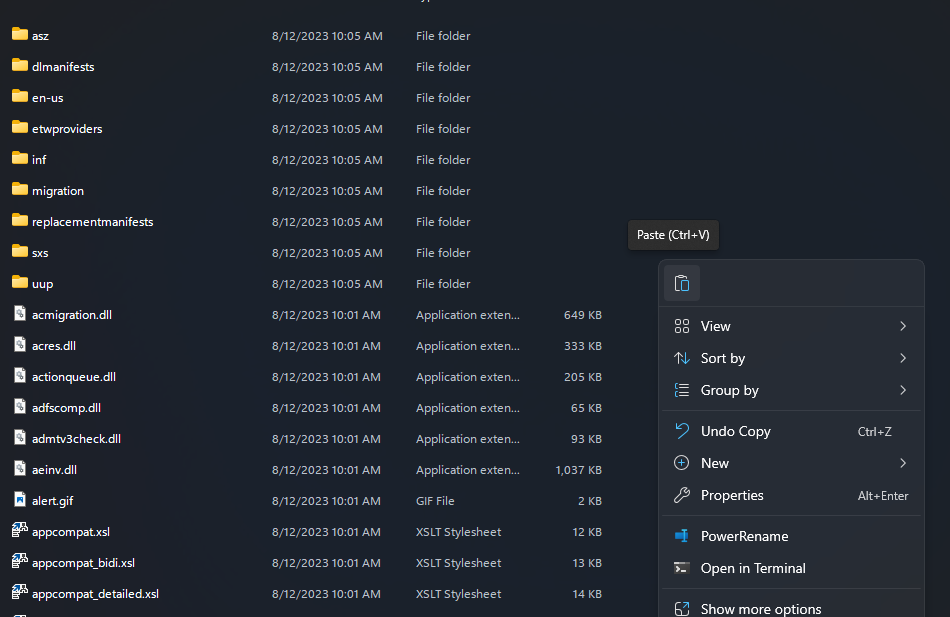 asz 8/12/2023 10:05 AM File folder
dlmanifests 8/12/2023 10:05 AM File folder
en-us 8/12/2023 10:05 AM File folder
etwproviders 8/12/2023 10:05 AM File folder
inf 8/12/2023 10:05 AM File folder
migration 8/12/2023 10:05 AM File folder
replacementmanifests 8/12/2023 10:05 AM File folder
sxs 8/12/2023 10:05 AM File folder
uup 8/12/2023 10:05 AM File folder
acmigration.dll 8/12/2023 10:01 AM Application exten... 649 KB
acres.dll 8/12/2023 10:01 AM Application exten... 333 KB
actionqueue.dll 8/12/2023 10:01 AM Application exten... 205 KB
adfscomp.dll 8/12/2023 10:01 AM Application exten... 65 KB
admtv3check.dll 8/12/2023 10:01 AM Application exten... 93 KB
aeinv.dll 8/12/2023 10:01 AM Application exten... 1,037 KB
alert.gif 8/12/2023 10:01 AM GIF File 2 KB
appcompat.xsl 8/12/2023 10:01 AM XSLT Stylesheet 12 KB
appcompat_bidi.xsl 8/12/2023 10:01 AM XSLT Stylesheet 13 KB
appcompat_detailed.xsl 8/12/2023 10:01 AM XSLT Stylesheet 14 KB
Paste (Ctrl+V)
View
Sort by
Group by
Undo Copy Ctrl+Z
New
Properties Alt+Enter
PowerRename
Open in Terminal
Show more options